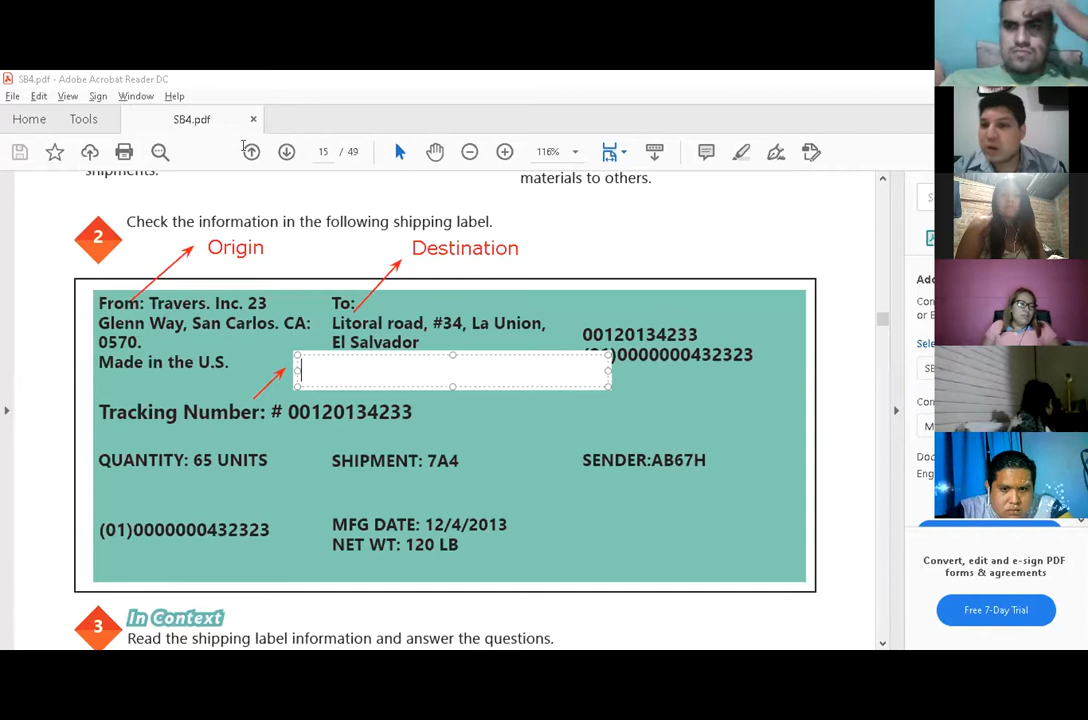 SB4.pdf - Adobe Acrobat Reader DC
File Edit View Sign Window Help
Home Tools SB4.pdf ×
15 / 49 116%
shipments.
materials to others.
2 Check the information in the following shipping label.
Origin Destination
From: Travers. Inc. 23
Glenn Way, San Carlos. CA:
0570.
Made in the U.S.
To:
Litoral road, #34, La Union,
El Salvador
00120134233
(01)0000000432323
Tracking Number: # 00120134233
QUANTITY: 65 UNITS SHIPMENT: 7A4 SENDER:AB67H
(01)0000000432323
MFG DATE: 12/4/2013
NET WT: 120 LB
3 In Context
Read the shipping label information and answer the questions.
Convert, edit and e-sign PDF
forms & agreements
Free 7-Day Trial